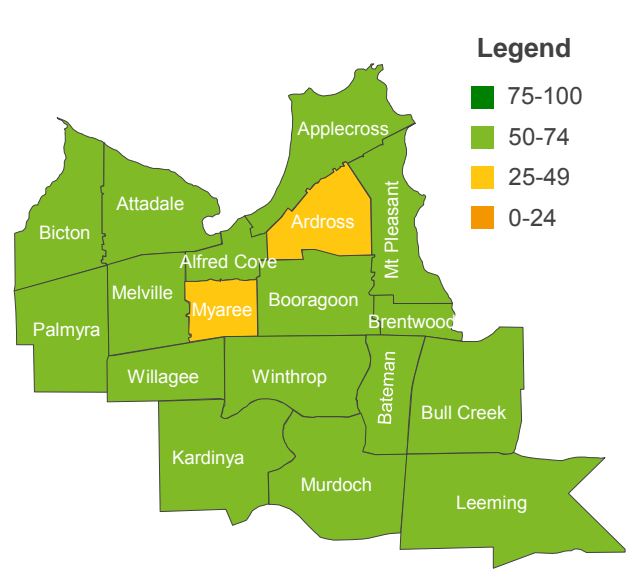 Legend
75-100
50-74
25-49
0-24
Applecross
Attadale
Ardross
Mt Pleasant
Bicton
Alfred Cove
Melville
Booragoon
Myaree
Palmyra
Brentwood
Willagee
Winthrop
Bateman
Bull Creek
Kardinya
Murdoch
Leeming